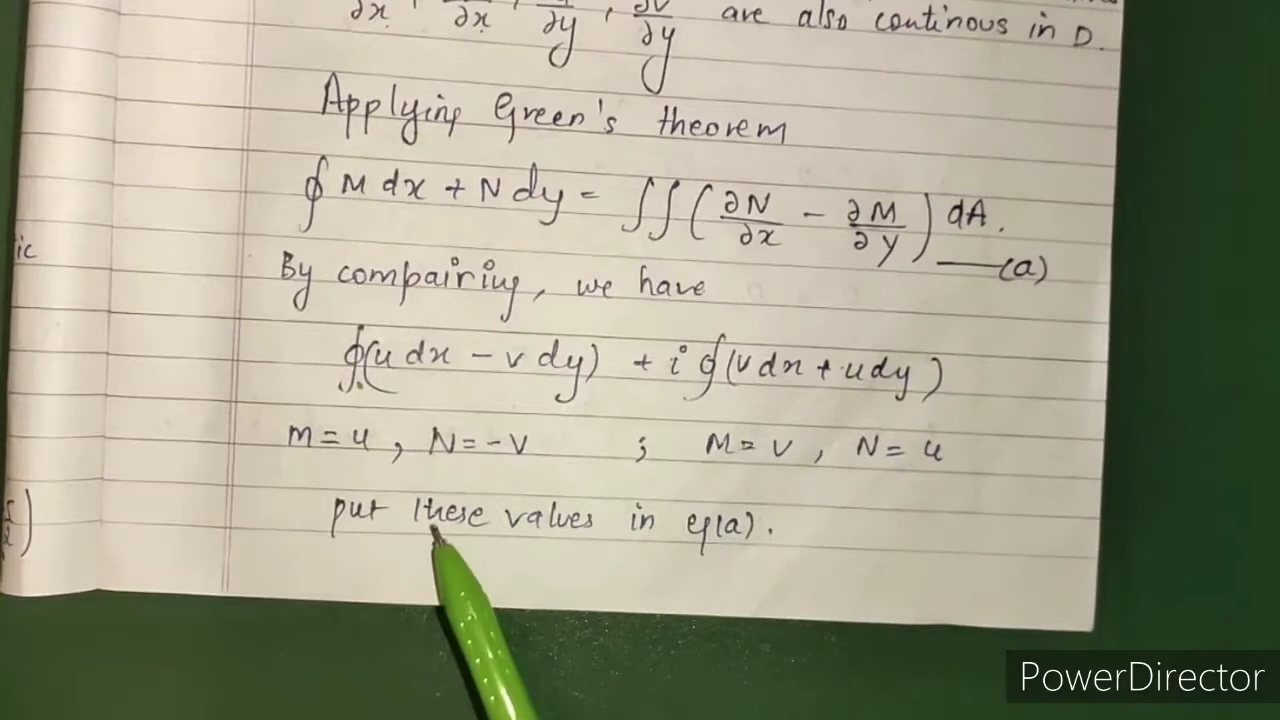 ∂x , ∂x , ∂y , ∂v/∂y are also continous in D.
Applying Green's theorem
∮ M dx + N dy = ∫∫ (∂N/∂x − ∂M/∂y) dA.
—(a)
ic
By compairing, we have
∮(u dx − v dy) + i ∮(v dx + u dy)
M = u , N = −v ; M = v , N = u
put these values in eq(a).
PowerDirector